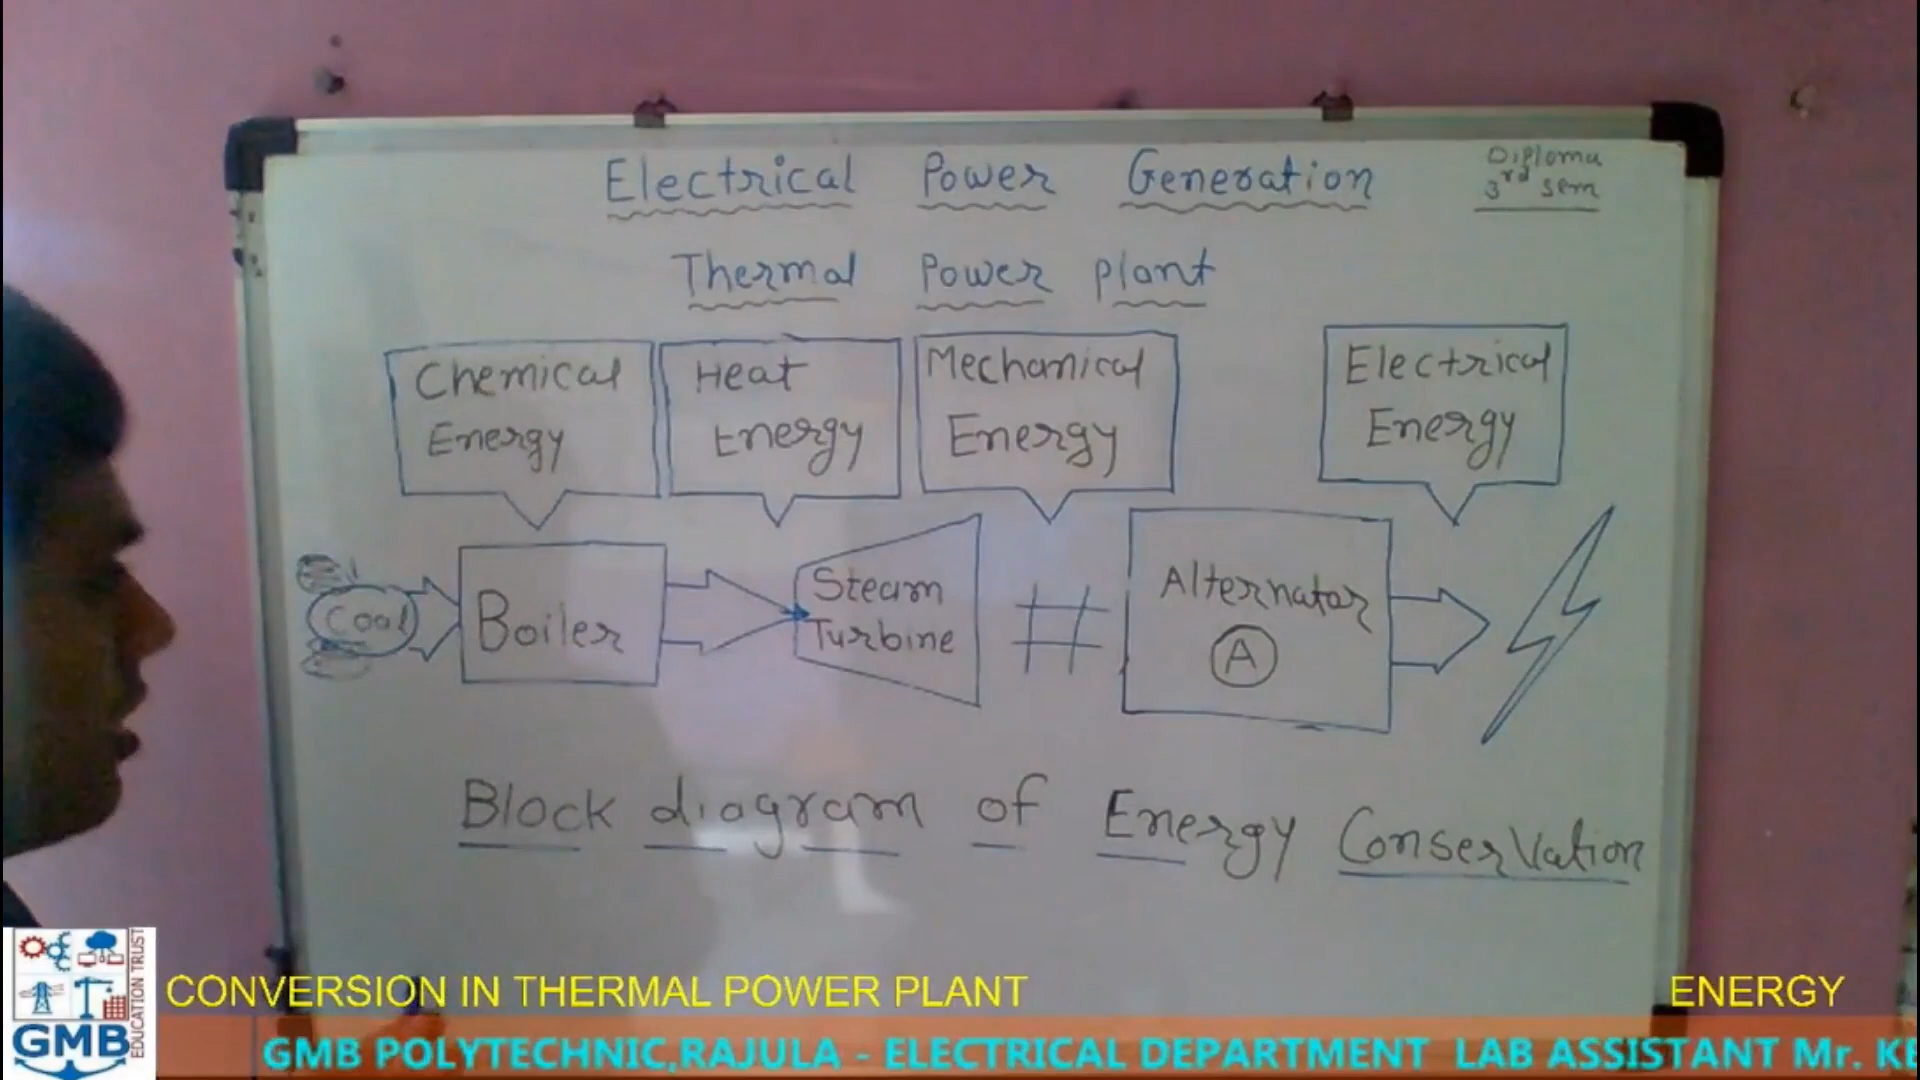 Electrical Power Generation
Diploma
3rd sem
Thermal Power plant
Chemical
Energy
Heat
Energy
Mechanical
Energy
Electrical
Energy
Coal
Boiler
Steam
Turbine
Alternator
A
Block diagram of Energy Conservation
EDUCATION TRUST
GMB
CONVERSION IN THERMAL POWER PLANT ENERGY
GMB POLYTECHNIC,RAJULA - ELECTRICAL DEPARTMENT LAB ASSISTANT Mr. KE